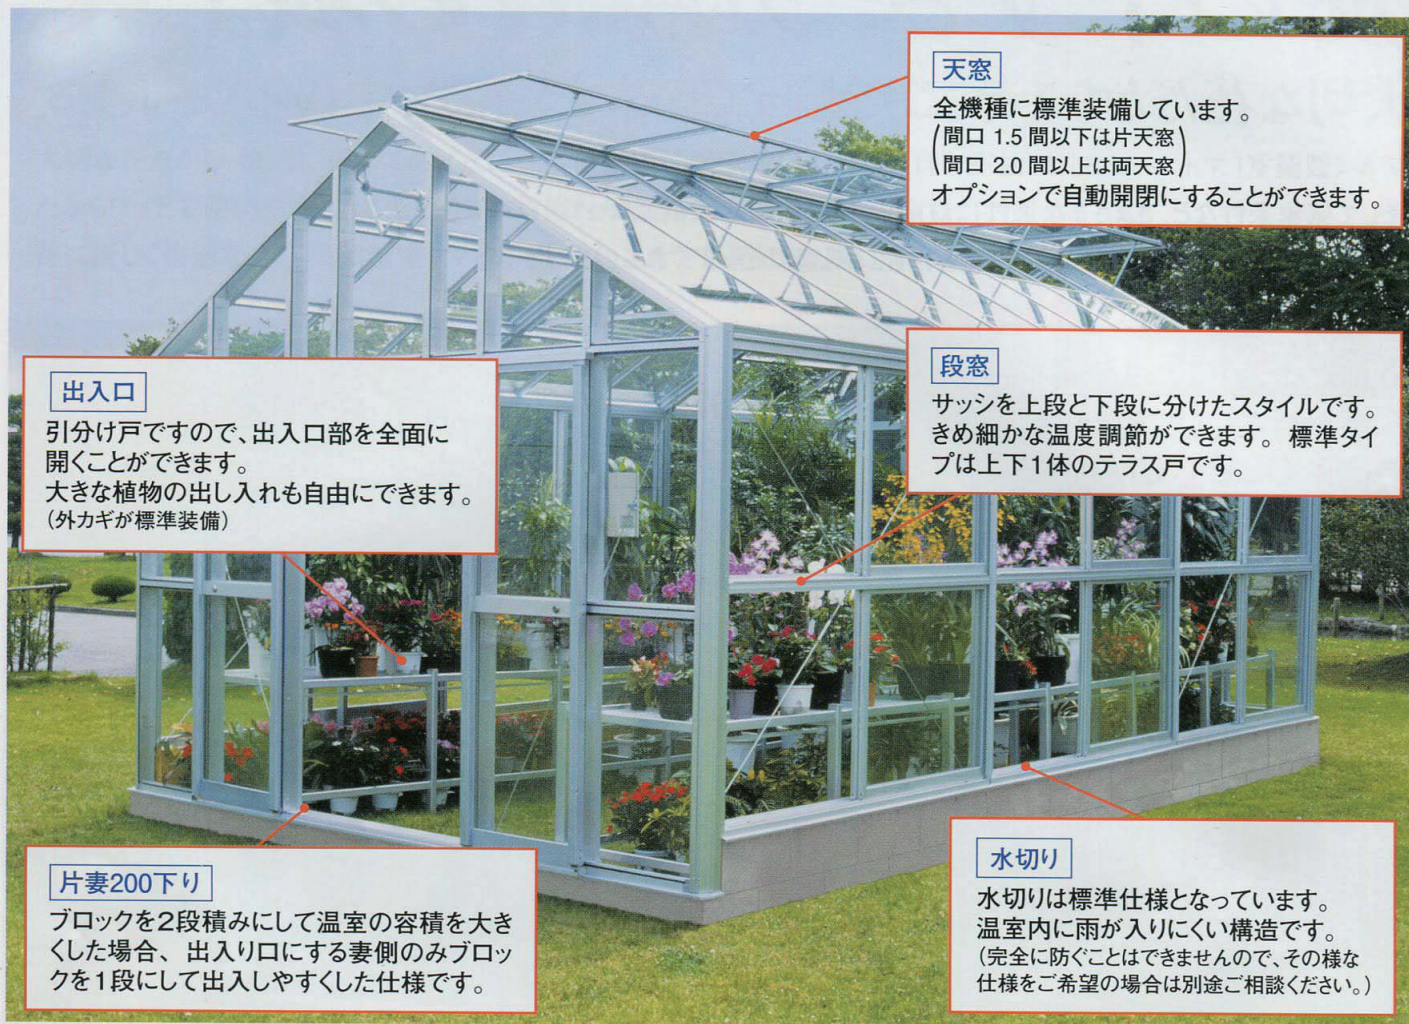 天窓
全機種に標準装備しています。
(間口 1.5 間以下は片天窓
間口 2.0 間以上は両天窓)
オプションで自動開閉にすることができます。
出入口
引分け戸ですので、出入口部を全面に
開くことができます。
大きな植物の出し入れも自由にできます。
(外カギが標準装備)
段窓
サッシを上段と下段に分けたスタイルです。
きめ細かな温度調節ができます。 標準タイ
プは上下1体のテラス戸です。
片妻200下り
ブロックを2段積みにして温室の容積を大き
くした場合、出入り口にする妻側のみブロッ
クを1段にして出入しやすくした仕様です。
水切り
水切りは標準仕様となっています。
温室内に雨が入りにくい構造です。
(完全に防ぐことはできませんので、その様な
仕様をご希望の場合は別途ご相談ください。)